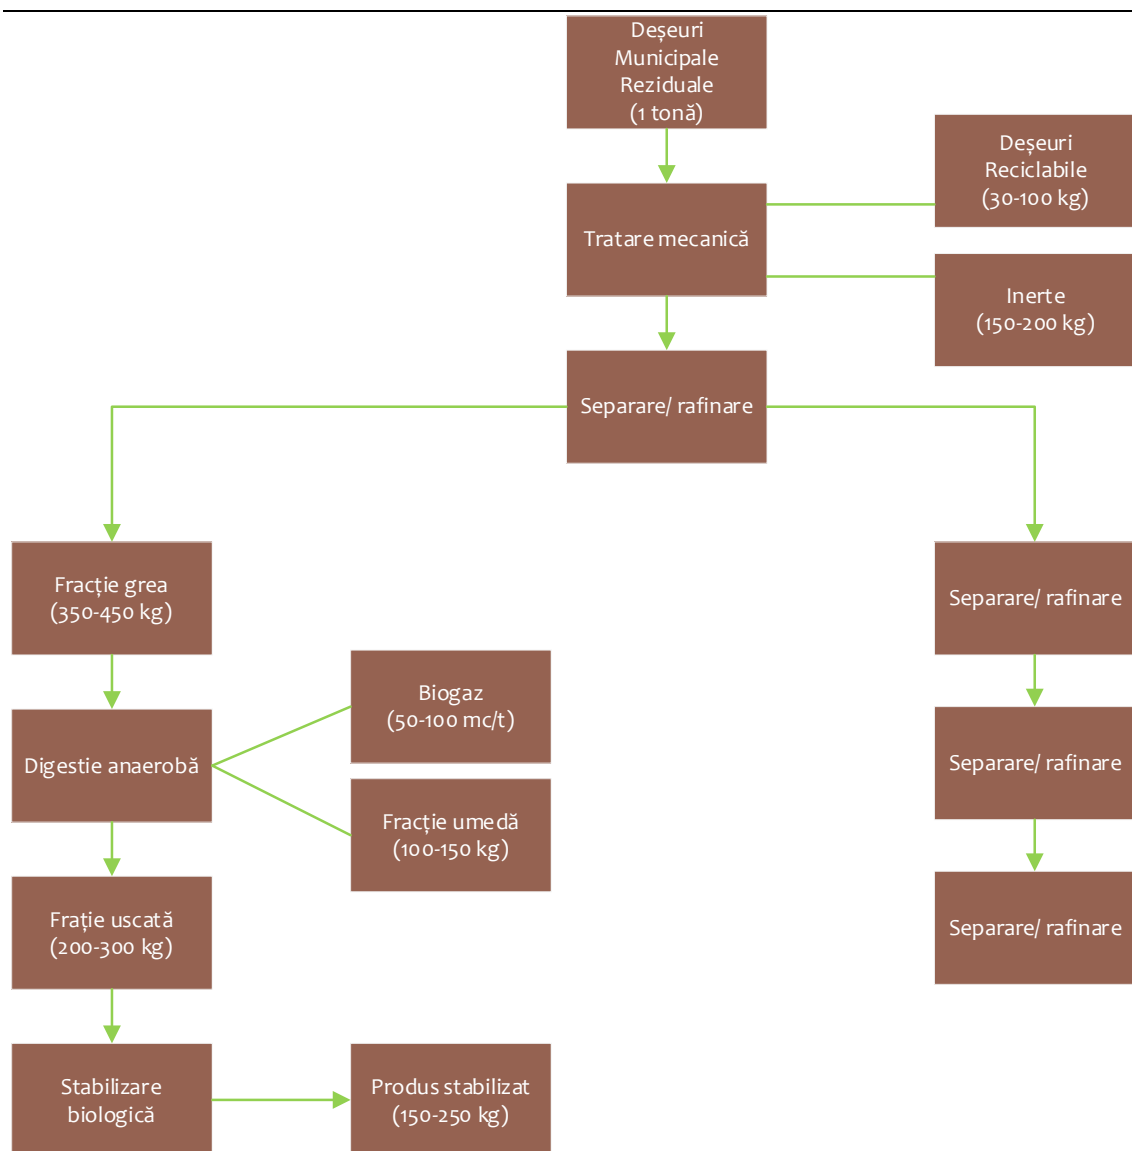 Deșeuri
Municipale
Reziduale
(1 tonă)
Deșeuri
Reciclabile
(30-100 kg)
Tratare mecanică
Inerte
(150-200 kg)
Separare/ rafinare
Fracție grea
(350-450 kg)
Separare/ rafinare
Biogaz
(50-100 mc/t)
Digestie anaerobă
Separare/ rafinare
Fracție umedă
(100-150 kg)
Frație uscată
(200-300 kg)
Separare/ rafinare
Stabilizare
biologică
Produs stabilizat
(150-250 kg)